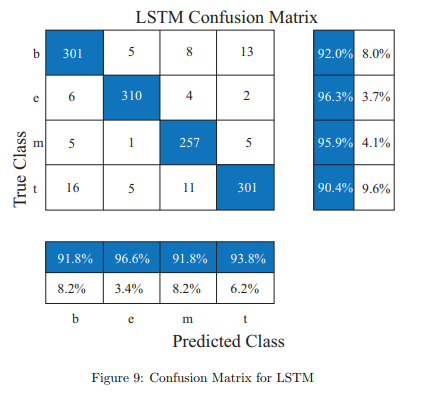 LSTM Confusion Matrix
b 301 5 8 13 92.0% 8.0%
e 6 310 4 2 96.3% 3.7%
m 5 1 257 5 95.9% 4.1%
t 16 5 11 301 90.4% 9.6%
True Class
91.8% 96.6% 91.8% 93.8%
8.2% 3.4% 8.2% 6.2%
b e m t
Predicted Class
Figure 9: Confusion Matrix for LSTM